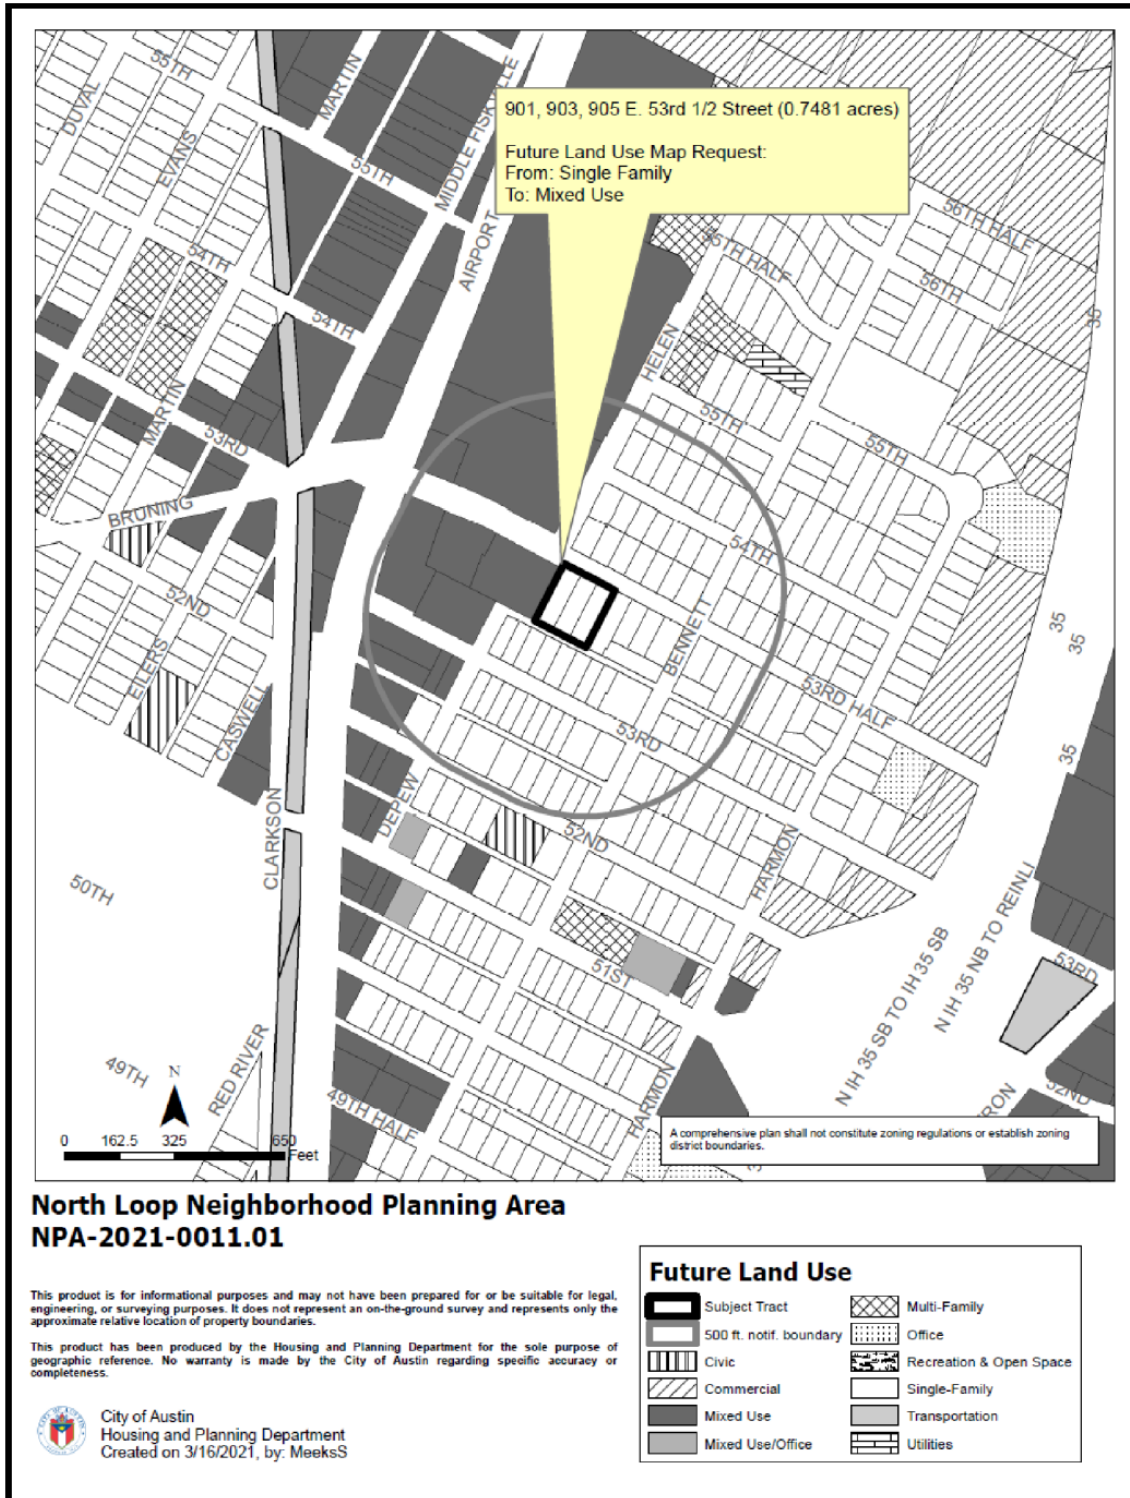 901, 903, 905 E. 53rd 1/2 Street (0.7481 acres)
Future Land Use Map Request:
From: Single Family
To: Mixed Use
55TH
DUVAL
EVANS
MARTIN
MIDDLE FISKVILLE
55TH
AIRPORT
54TH
54TH
MARTIN
53RD
BRUNING
52ND
EILERS
CASWELL
CLARKSON
50TH
49TH
RED RIVER
56TH HALF
55TH HALF
56TH
35
HELEN
55TH
55TH
54TH
BENNETT
53RD HALF
53RD
35
35
35
DEPEW
52ND
HARMON
51ST
N IH 35 SB TO IH 35 SB
N IH 35 NB TO REINLI
53RD
52ND
HARMON
49TH HALF
N
0 162.5 325 650
Feet
A comprehensive plan shall not constitute zoning regulations or establish zoning
district boundaries.
North Loop Neighborhood Planning Area
NPA-2021-0011.01
This product is for informational purposes and may not have been prepared for or be suitable for legal,
engineering, or surveying purposes. It does not represent an on-the-ground survey and represents only the
approximate relative location of property boundaries.
This product has been produced by the Housing and Planning Department for the sole purpose of
geographic reference. No warranty is made by the City of Austin regarding specific accuracy or
completeness.
City of Austin
Housing and Planning Department
Created on 3/16/2021, by: MeeksS
Future Land Use
Subject Tract
500 ft. notif. boundary
Civic
Commercial
Mixed Use
Mixed Use/Office
Multi-Family
Office
Recreation & Open Space
Single-Family
Transportation
Utilities